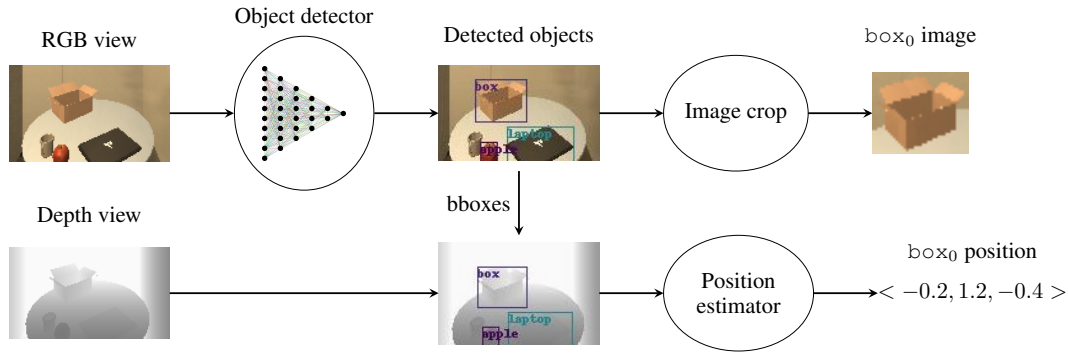 Object detector
RGB view
Detected objects
box₀ image
box
laptop
apple
Image crop
bboxes
Depth view
box
laptop
apple
Position
estimator
box₀ position
< −0.2, 1.2, −0.4 >